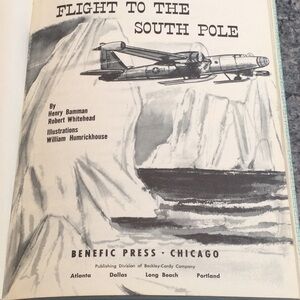 FLIGHT TO THE
SOUTH POLE
By
Henry Bamman
Robert Whitehead
Illustrations
William Humrickhouse
BENEFIC PRESS · CHICAGO
Publishing Division of Beckley-Cardy Company
Atlanta Dallas Long Beach Portland